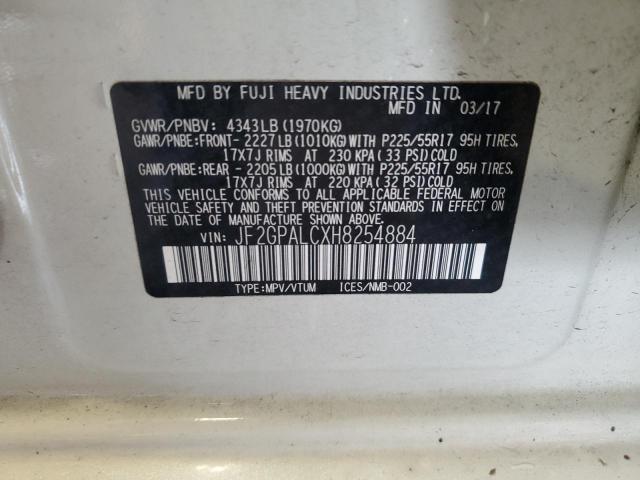 MFD BY FUJI HEAVY INDUSTRIES LTD.
MFD IN 03/17
GVWR/PNBV: 4343LB(1970KG)
GAWR/PNBE:FRONT- 2227LB(1010KG)WITH P225/55R17 95H TIRES,
17X7J RIMS AT 230 KPA(33 PSI)COLD
GAWR/PNBE:REAR - 2205LB(1000KG)WITH P225/55R17 95H TIRES,
17X7J RIMS AT 220 KPA(32 PSI)COLD
THIS VEHICLE CONFORMS TO ALL APPLICABLE FEDERAL MOTOR
VEHICLE SAFETY AND THEFT PREVENTION STANDARDS IN EFFECT ON
THE DATE OF MANUFACTURE SHOWN ABOVE.
VIN: JF2GPALCXH8254884
TYPE:MPV/VTUM ICES/NMB-002